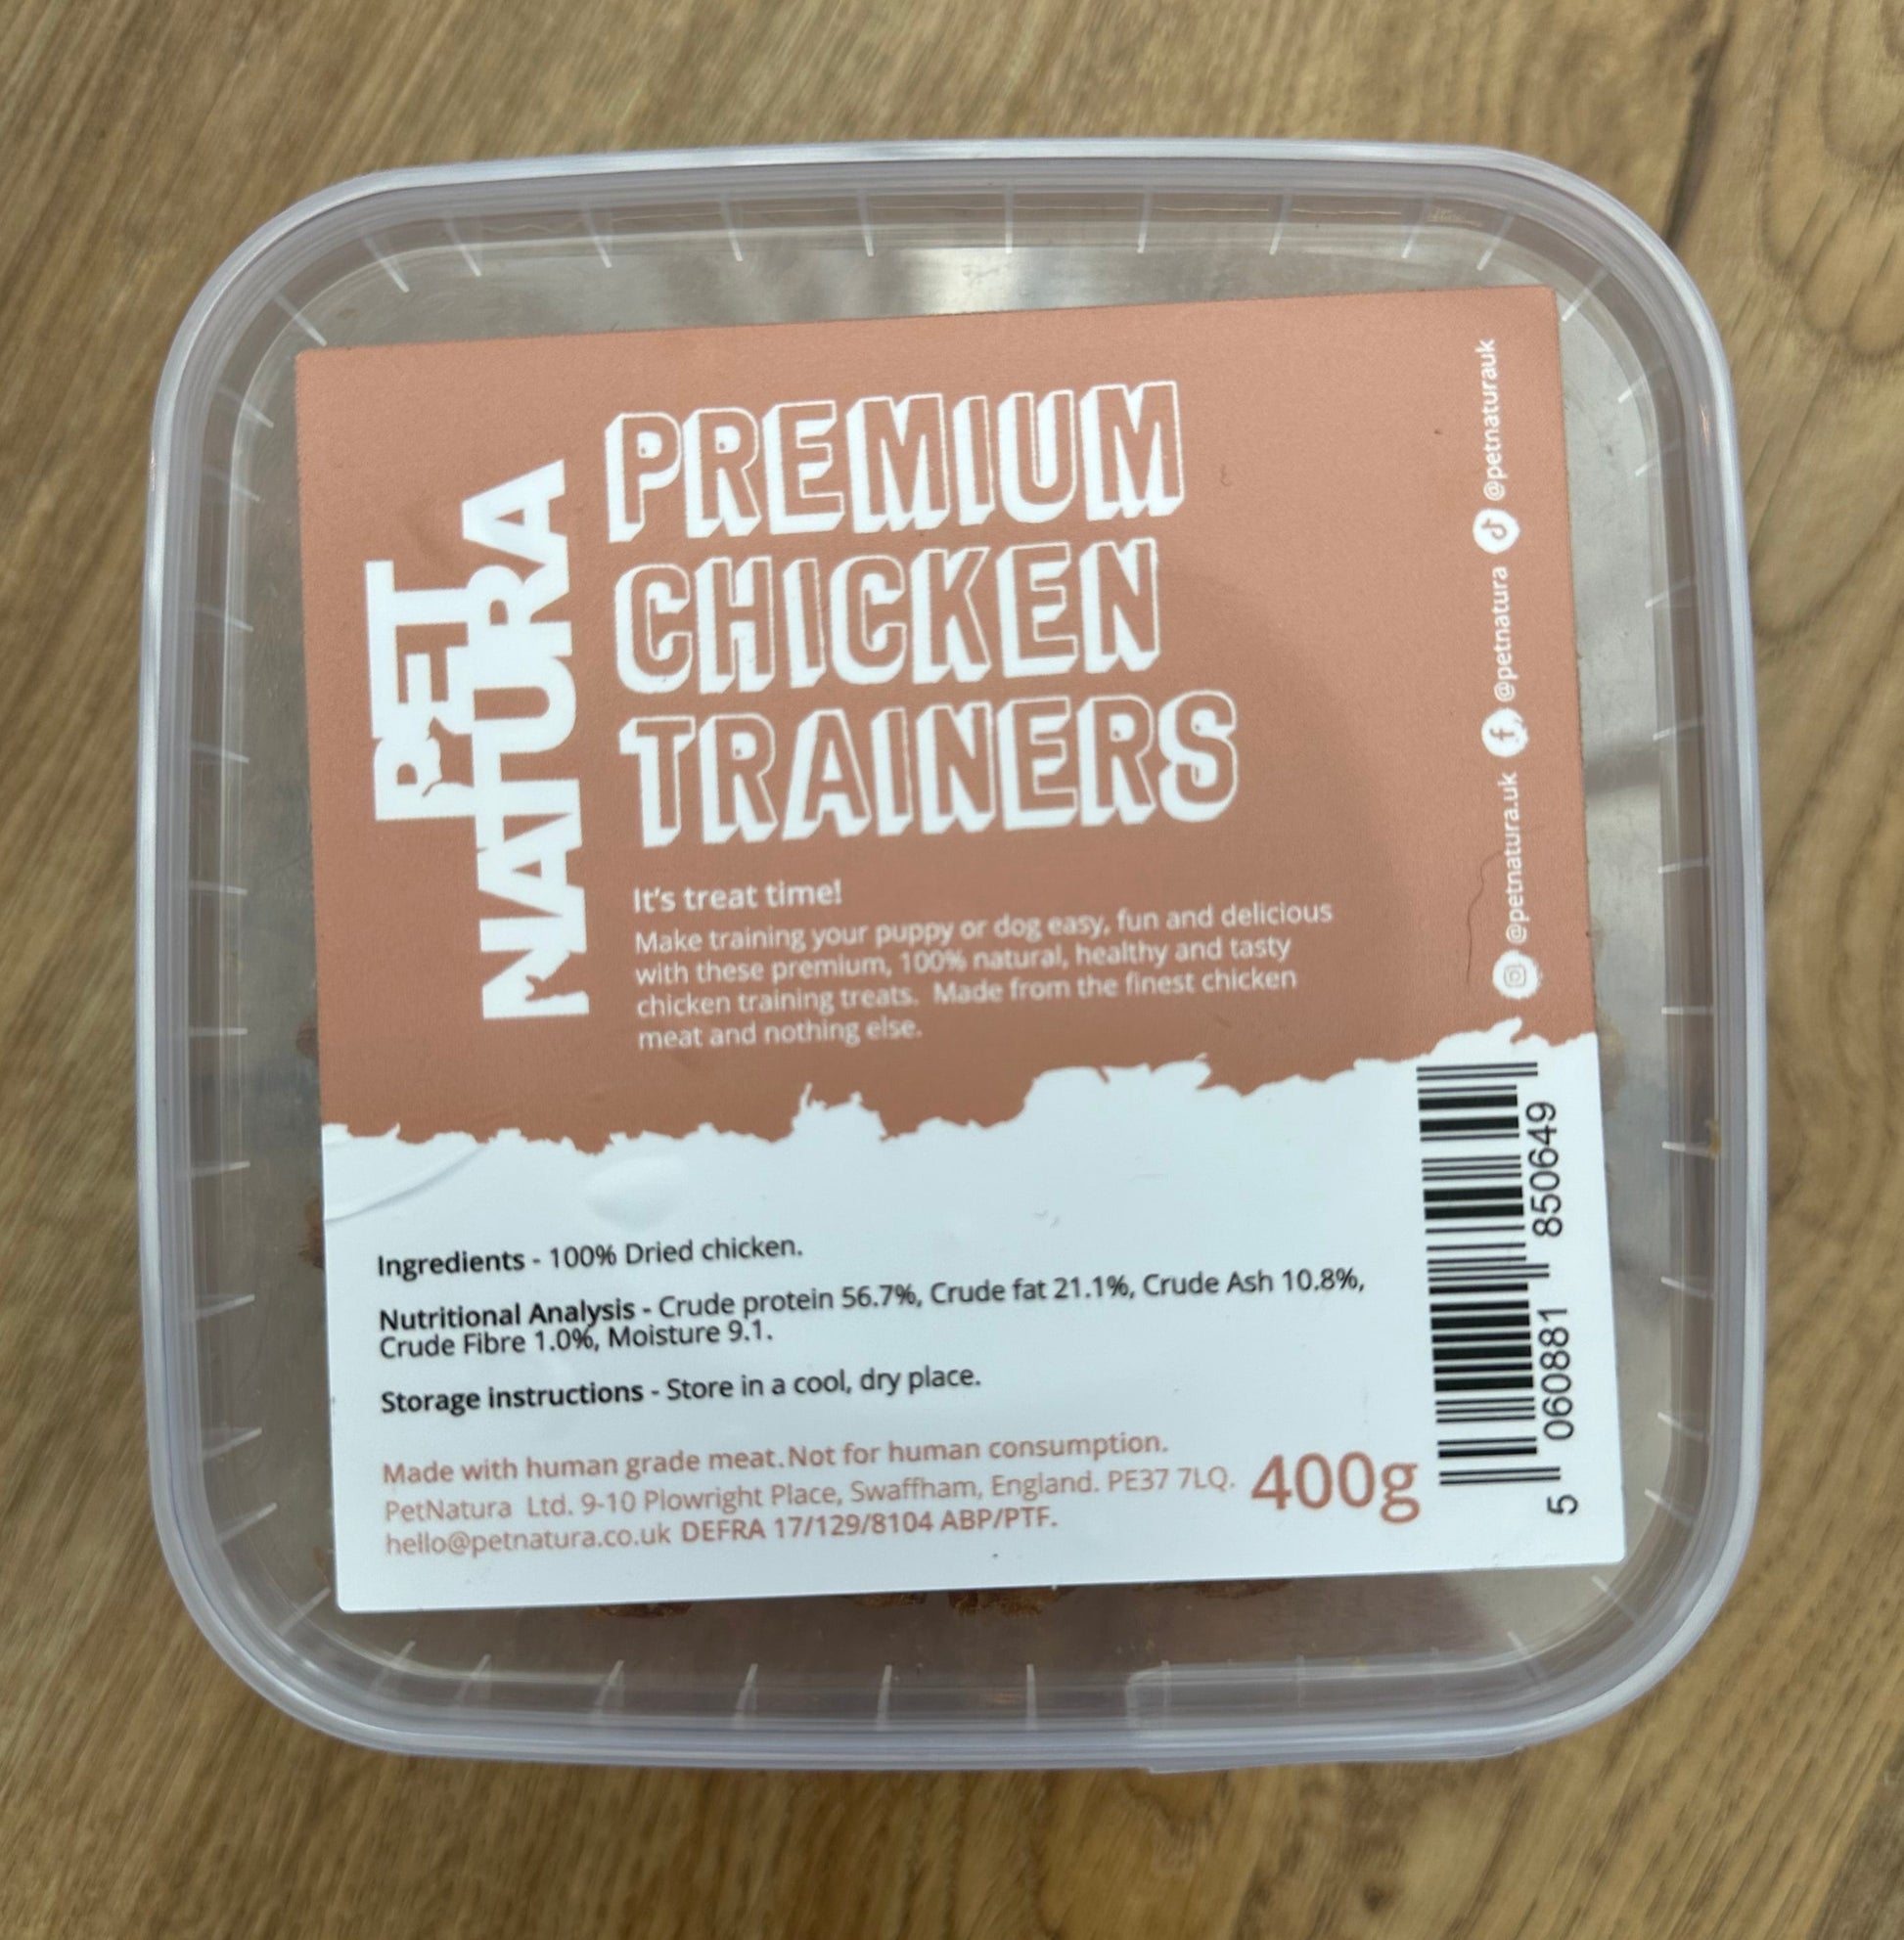 PET
NATURA
PREMIUM
CHICKEN
TRAINERS
It's treat time!
Make training your puppy or dog easy, fun and delicious
with these premium, 100% natural, healthy and tasty
chicken training treats. Made from the finest chicken
meat and nothing else.
@petnatura.uk @petnatura @petnaturauk
Ingredients - 100% Dried chicken.
Nutritional Analysis - Crude protein 56.7%, Crude fat 21.1%, Crude Ash 10.8%,
Crude Fibre 1.0%, Moisture 9.1.
Storage instructions - Store in a cool, dry place.
Made with human grade meat.Not for human consumption.
PetNatura Ltd. 9-10 Plowright Place, Swaffham, England. PE37 7LQ.
hello@petnatura.co.uk DEFRA 17/129/8104 ABP/PTF.
400g
5 060881 850649